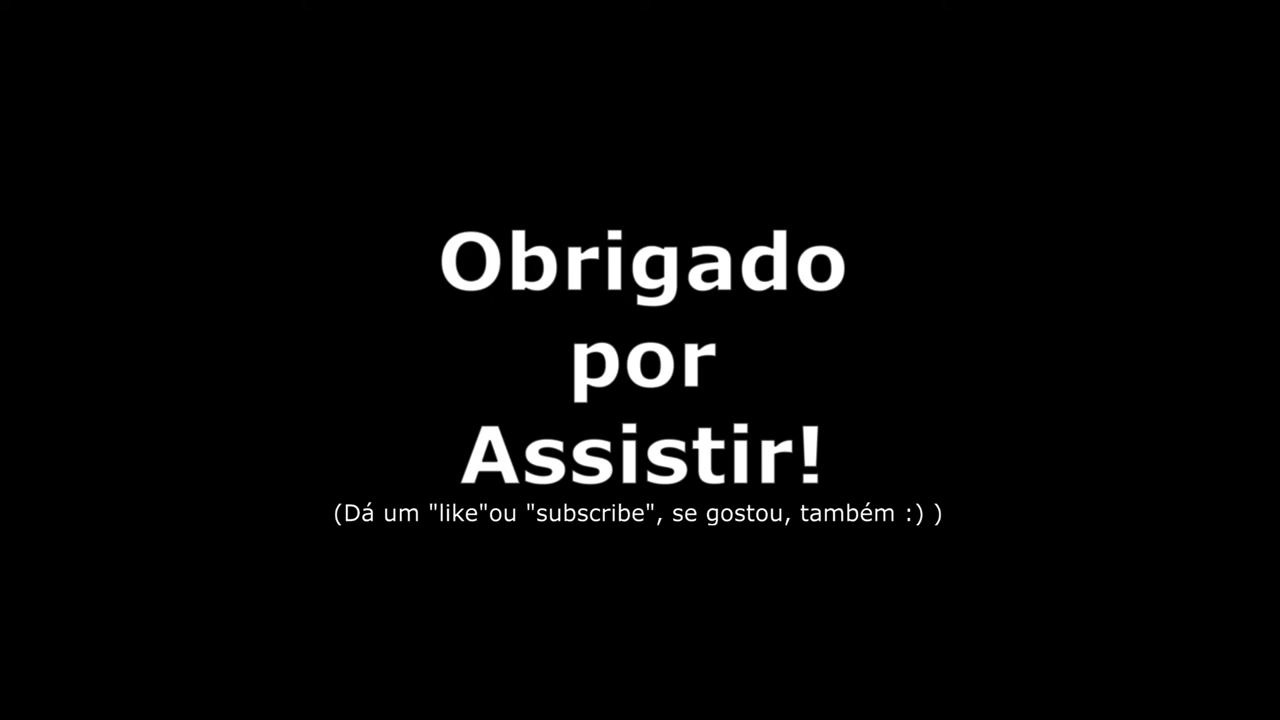 Obrigado
por
Assistir!
(Dá um "like"ou "subscribe", se gostou, também :) )